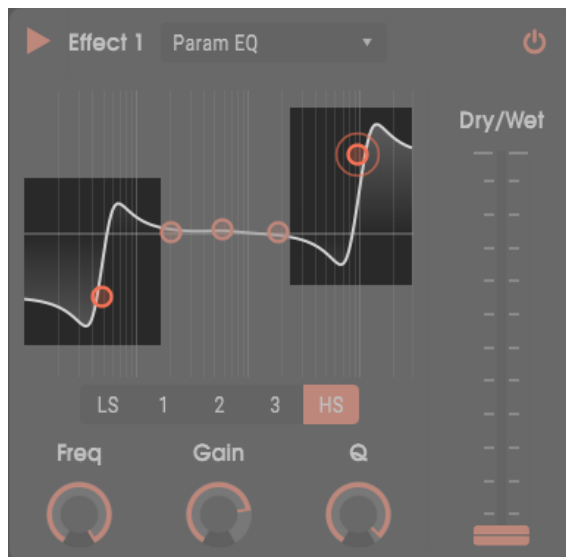 Effect 1 Param EQ
Dry/Wet
LS 1 2 3 HS
Freq Gain Q